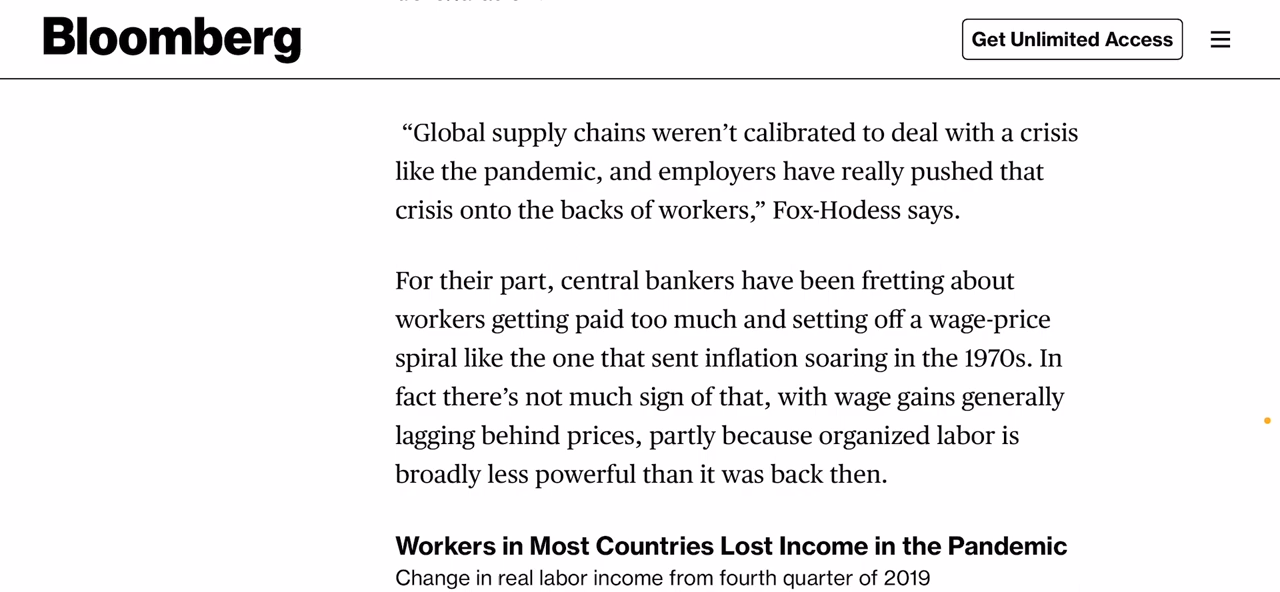 Bloomberg
Get Unlimited Access
“Global supply chains weren’t calibrated to deal with a crisis
like the pandemic, and employers have really pushed that
crisis onto the backs of workers,” Fox-Hodess says.
For their part, central bankers have been fretting about
workers getting paid too much and setting off a wage-price
spiral like the one that sent inflation soaring in the 1970s. In
fact there’s not much sign of that, with wage gains generally
lagging behind prices, partly because organized labor is
broadly less powerful than it was back then.
Workers in Most Countries Lost Income in the Pandemic
Change in real labor income from fourth quarter of 2019